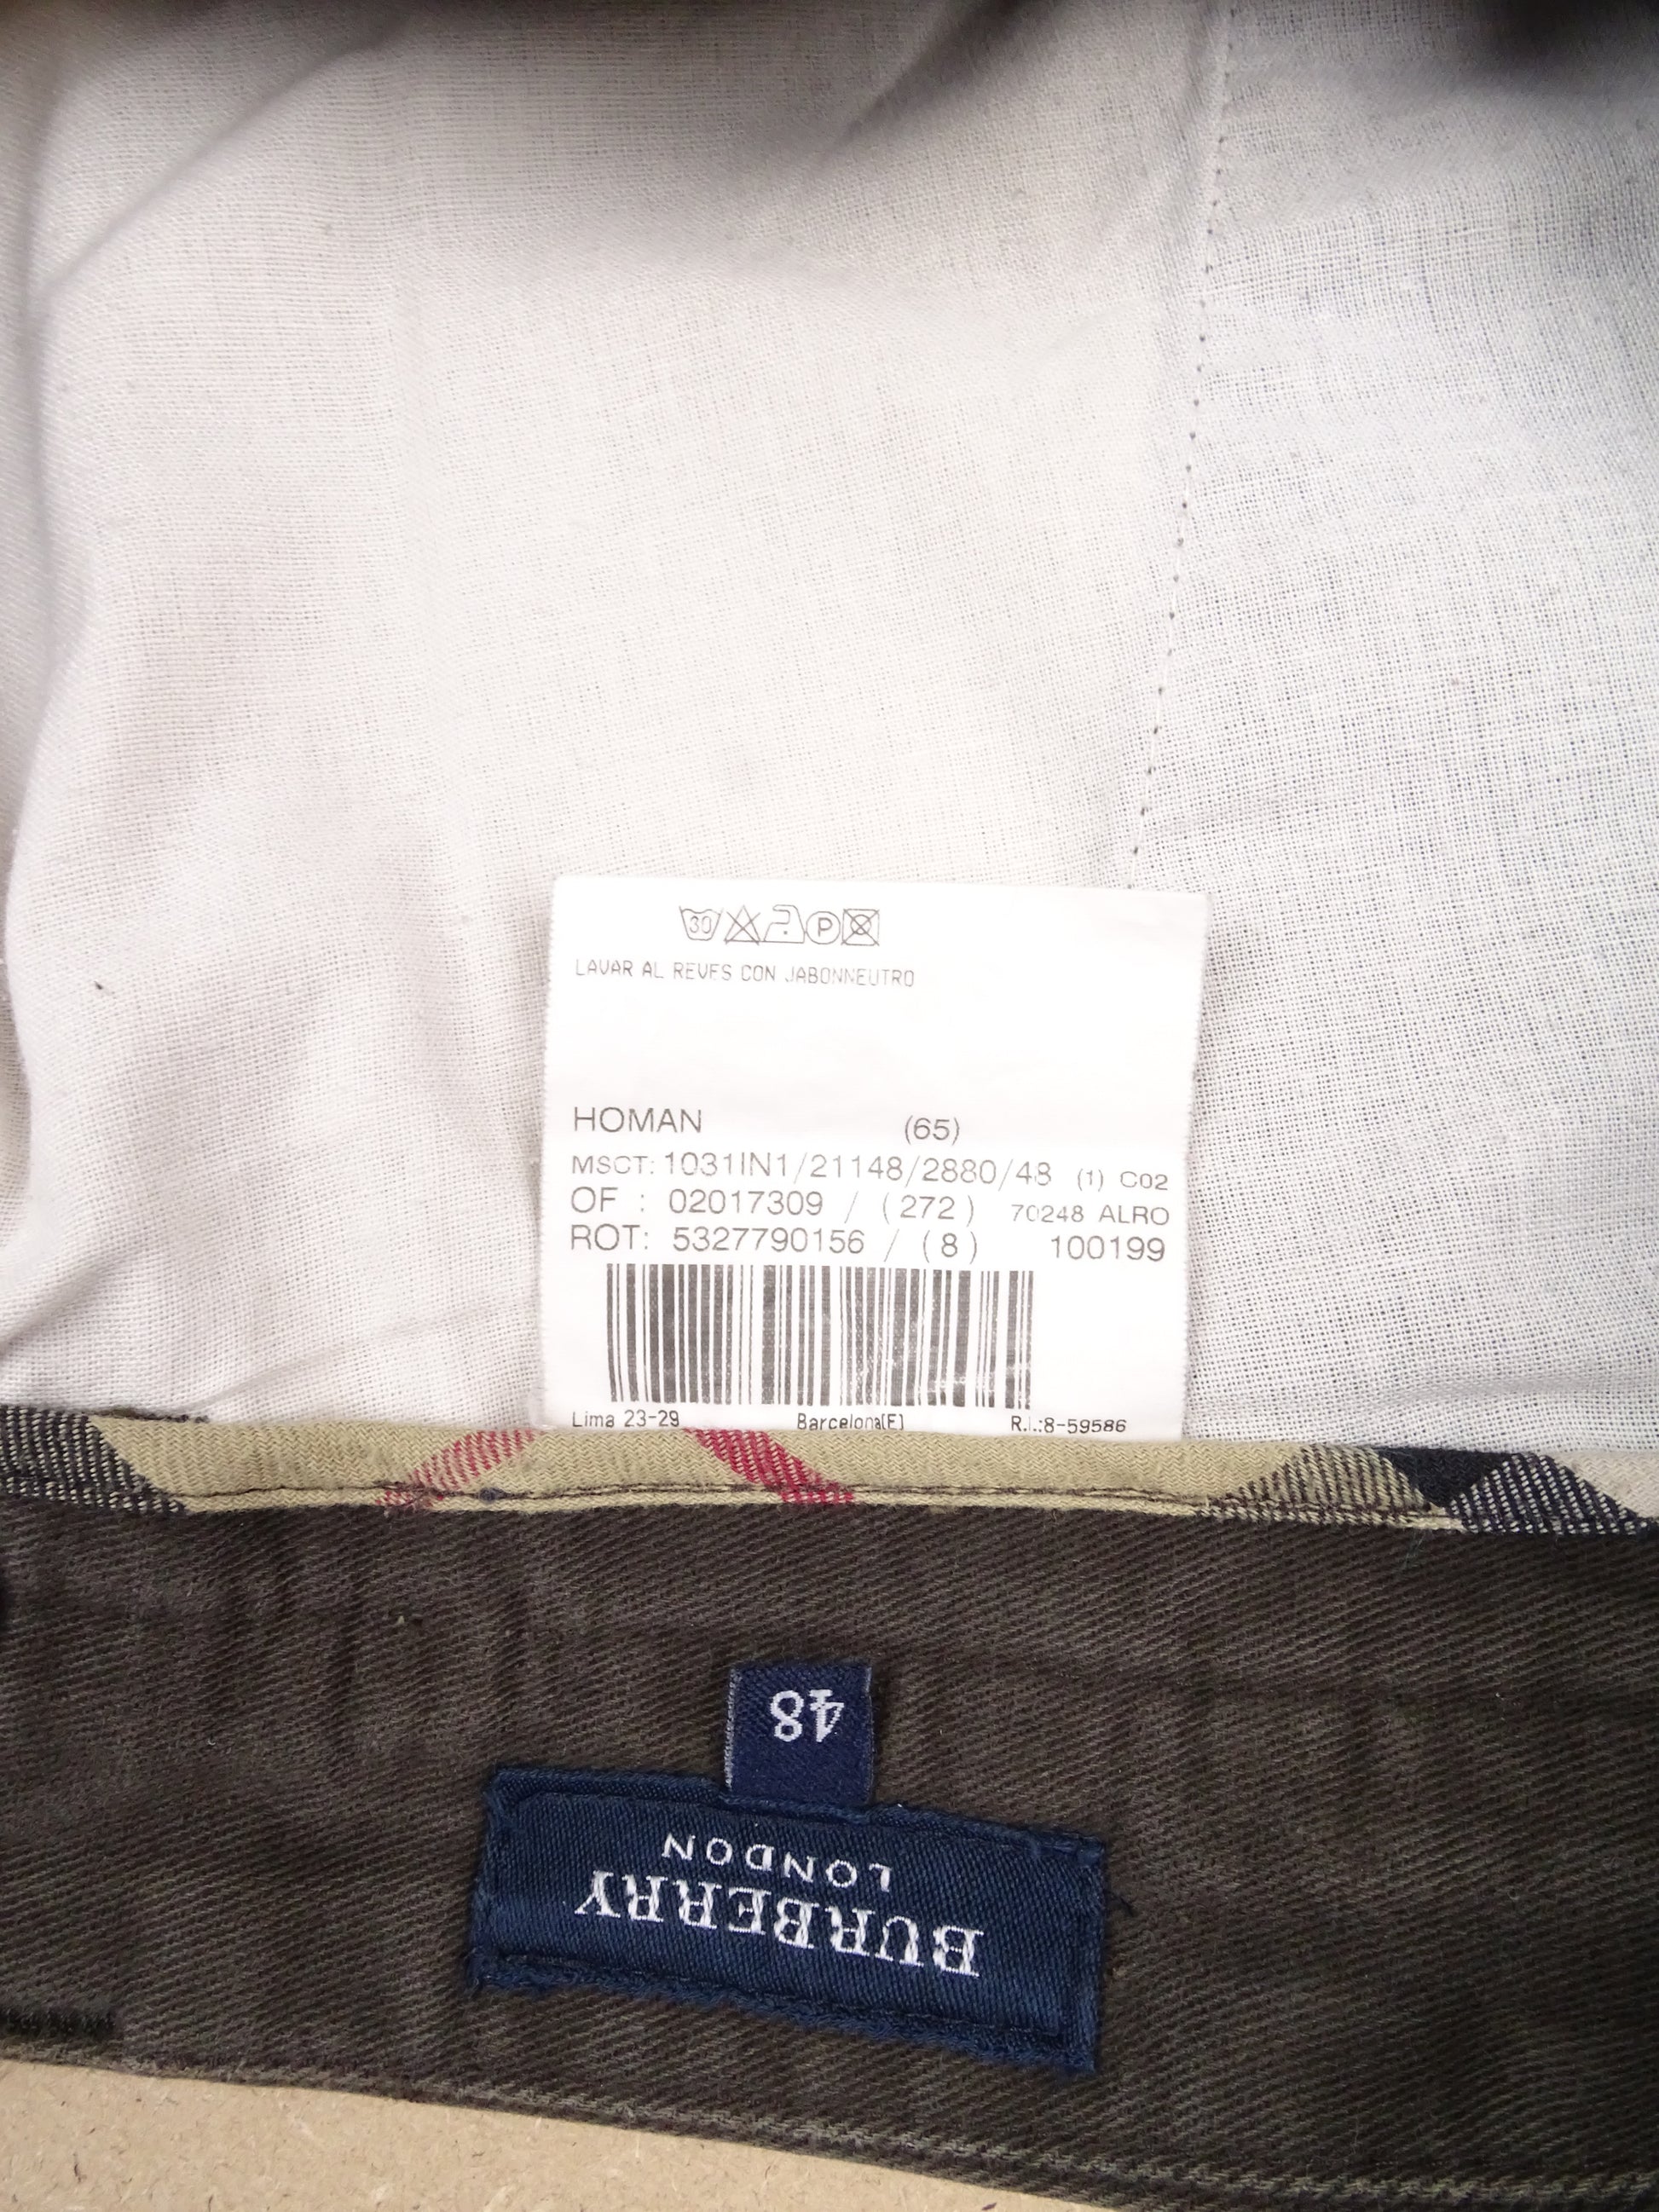 30 P
LAVAR AL REVES CON JABONNEUTRO
HOMAN (65)
MSCT: 1031IN1/21148/2880/48 (1) C02
OF : 02017309 / (272) 70248 ALRO
ROT: 5327790156 / (8) 100199
Lima 23-29 Barcelona(E) R.I.:8-59586
48
BURBERRY
LONDON